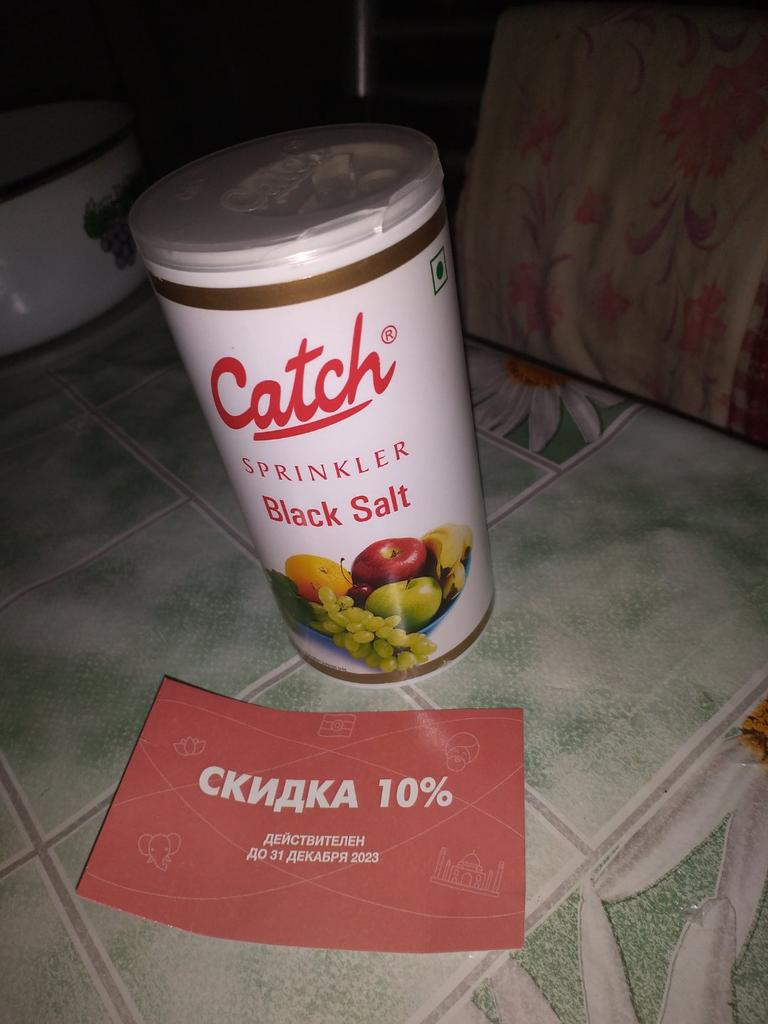 Catch®
SPRINKLER
Black Salt
СКИДКА 10%
ДЕЙСТВИТЕЛЕН
ДО 31 ДЕКАБРЯ 2023